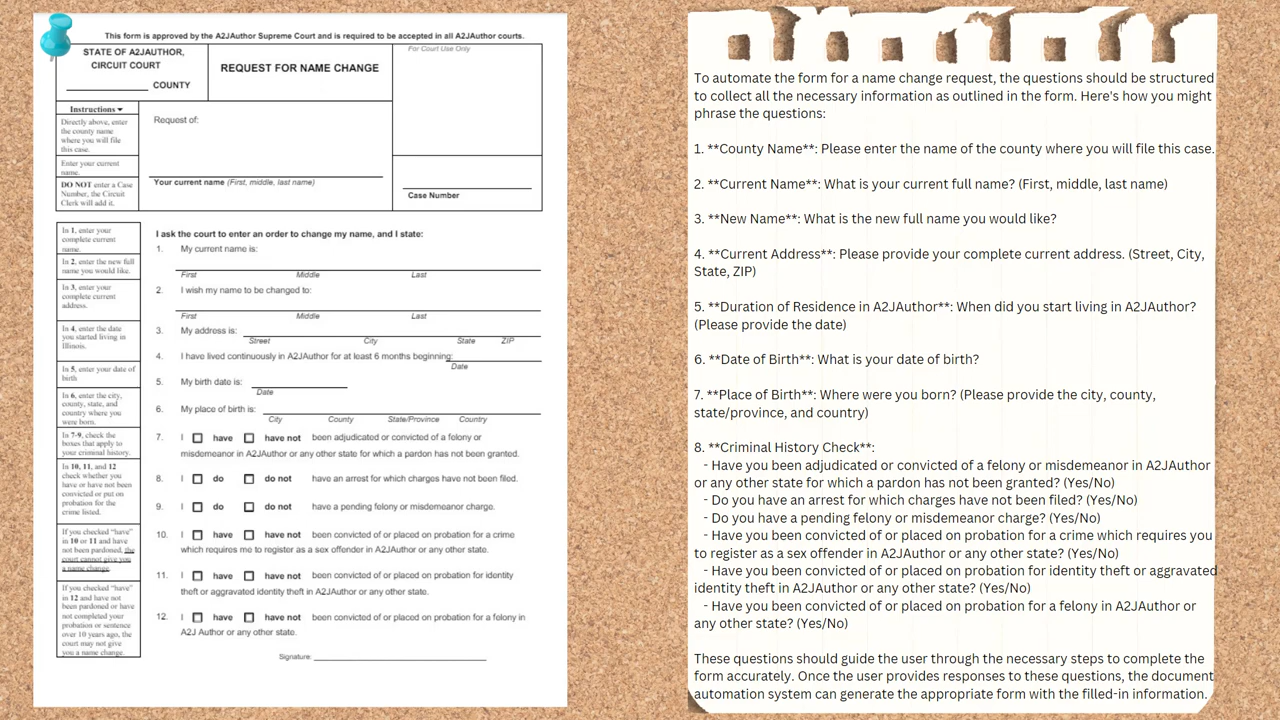 This form is approved by the A2JAuthor Supreme Court and is required to be accepted in all A2JAuthor courts.
STATE OF A2JAUTHOR,
CIRCUIT COURT
COUNTY
REQUEST FOR NAME CHANGE
For Court Use Only
Instructions ▾
Directly above, enter
the county name
where you will file
this case.
Enter your current
name.
DO NOT enter a Case
Number, the Circuit
Clerk will add it.
Request of:
Your current name (First, middle, last name)
Case Number
In 1, enter your
complete current
name.
In 2, enter the new full
name you would like.
In 3, enter your
complete current
address.
In 4, enter the date
you started living in
Illinois.
In 5, enter your date of
birth
In 6, enter the city,
county, state, and
country where you
were born.
In 7-9, check the
boxes that apply to
your criminal history.
In 10, 11, and 12
check whether you
have or have not been
convicted or put on
probation for the
crime listed.
If you checked "have"
in 10 or 11 and have
not been pardoned, the
court cannot give you
a name change.
If you checked "have"
in 12 and have not
been pardoned or have
not completed your
probation or sentence
over 10 years ago, the
court may not give
you a name change.
I ask the court to enter an order to change my name, and I state:
1. My current name is:
First Middle Last
2. I wish my name to be changed to:
First Middle Last
3. My address is:
Street City State ZIP
4. I have lived continuously in A2JAuthor for at least 6 months beginning:
Date
5. My birth date is:
Date
6. My place of birth is:
City County State/Province Country
7. I have have not been adjudicated or convicted of a felony or
misdemeanor in A2JAuthor or any other state for which a pardon has not been granted.
8. I do do not have an arrest for which charges have not been filed.
9. I do do not have a pending felony or misdemeanor charge.
10. I have have not been convicted of or placed on probation for a crime
which requires me to register as a sex offender in A2JAuthor or any other state.
11. I have have not been convicted of or placed on probation for identity
theft or aggravated identity theft in A2JAuthor or any other state.
12. I have have not been convicted of or placed on probation for a felony in
A2J Author or any other state.
Signature:
To automate the form for a name change request, the questions should be structured
to collect all the necessary information as outlined in the form. Here's how you might
phrase the questions:
1. **County Name**: Please enter the name of the county where you will file this case.
2. **Current Name**: What is your current full name? (First, middle, last name)
3. **New Name**: What is the new full name you would like?
4. **Current Address**: Please provide your complete current address. (Street, City,
State, ZIP)
5. **Duration of Residence in A2JAuthor**: When did you start living in A2JAuthor?
(Please provide the date)
6. **Date of Birth**: What is your date of birth?
7. **Place of Birth**: Where were you born? (Please provide the city, county,
state/province, and country)
8. **Criminal History Check**:
- Have you been adjudicated or convicted of a felony or misdemeanor in A2JAuthor
or any other state for which a pardon has not been granted? (Yes/No)
- Do you have an arrest for which charges have not been filed? (Yes/No)
- Do you have a pending felony or misdemeanor charge? (Yes/No)
- Have you been convicted of or placed on probation for a crime which requires you
to register as a sex offender in A2JAuthor or any other state? (Yes/No)
- Have you been convicted of or placed on probation for identity theft or aggravated
identity theft in A2JAuthor or any other state? (Yes/No)
- Have you been convicted of or placed on probation for a felony in A2JAuthor or
any other state? (Yes/No)
These questions should guide the user through the necessary steps to complete the
form accurately. Once the user provides responses to these questions, the document
automation system can generate the appropriate form with the filled-in information.